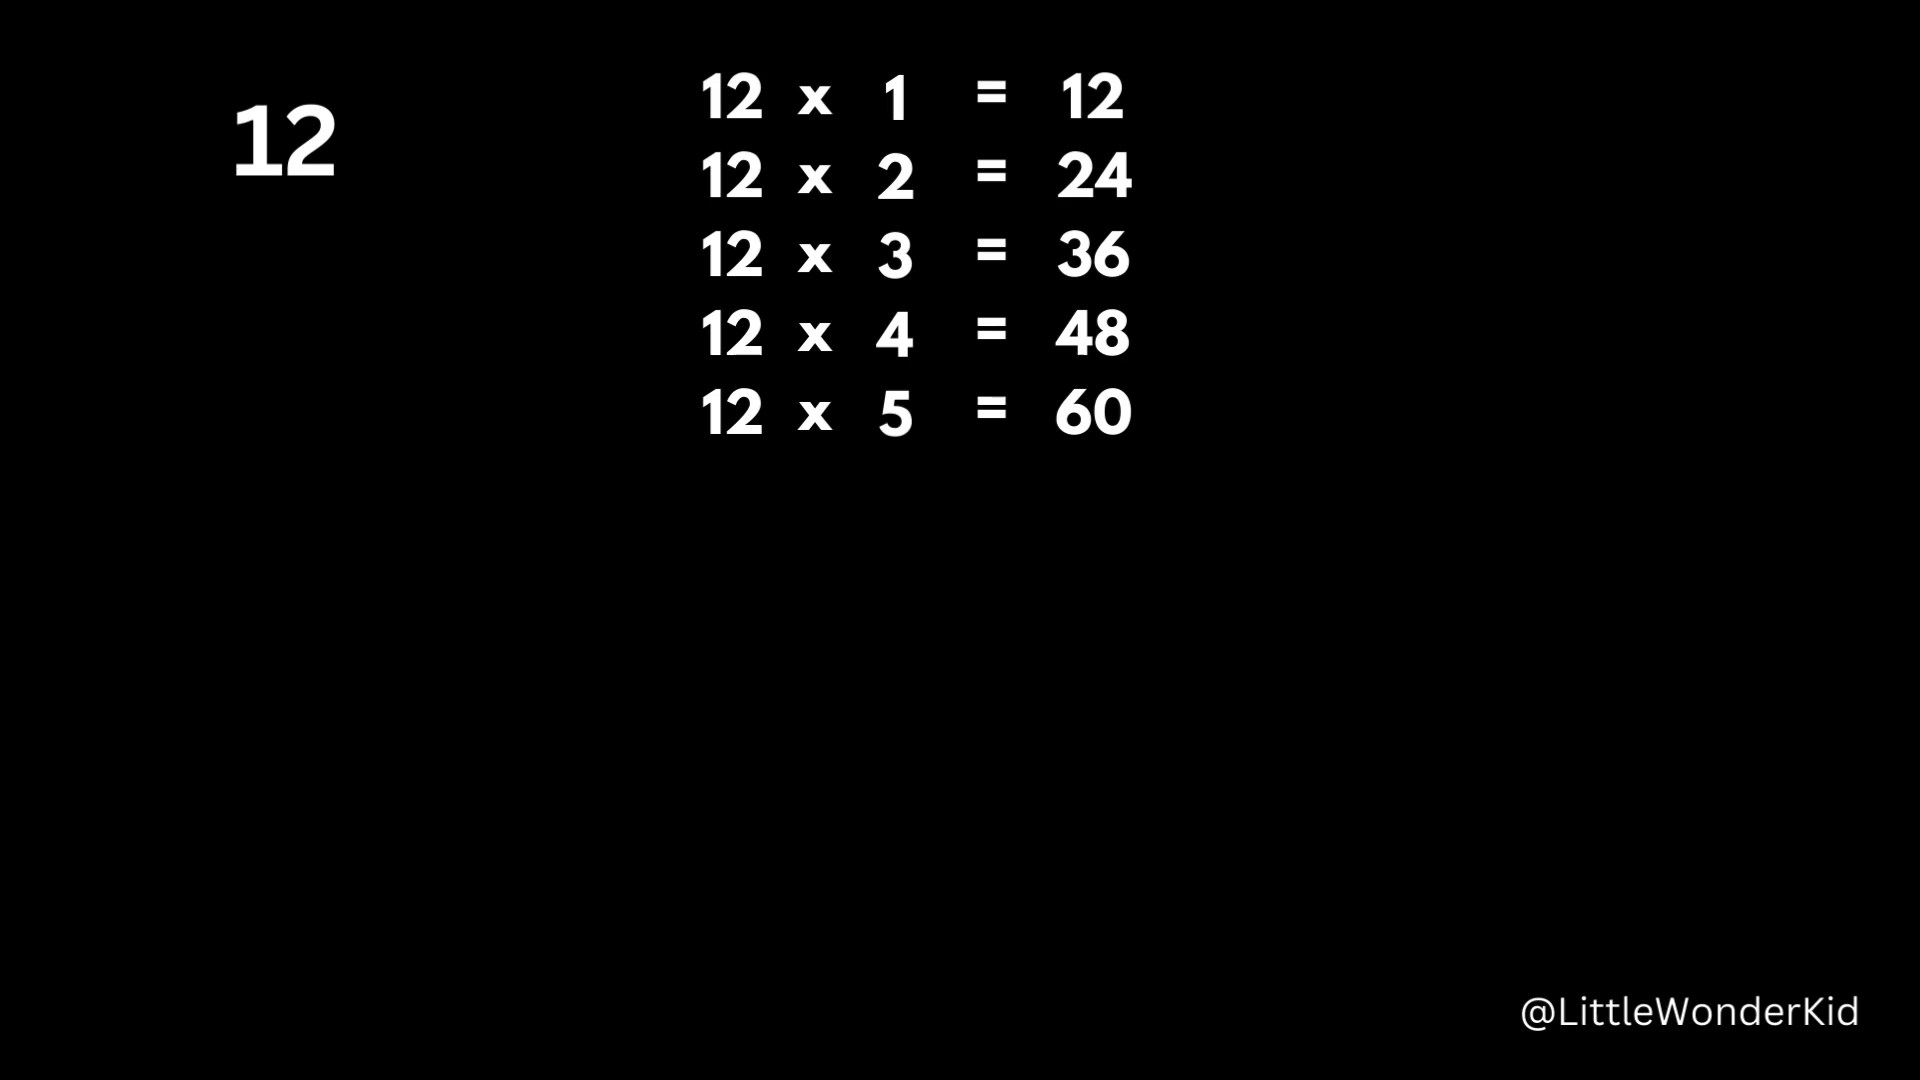 12
12 x 1 = 12
12 x 2 = 24
12 x 3 = 36
12 x 4 = 48
12 x 5 = 60
@LittleWonderKid